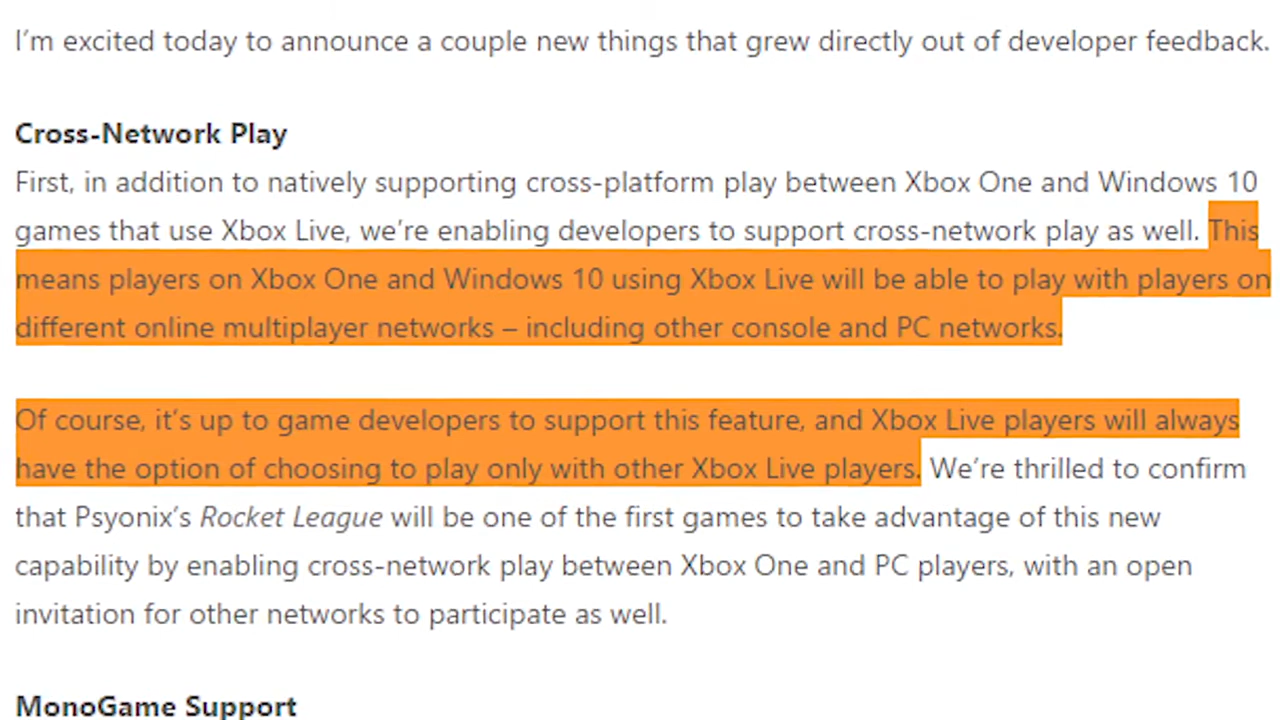 I’m excited today to announce a couple new things that grew directly out of developer feedback.
Cross-Network Play
First, in addition to natively supporting cross-platform play between Xbox One and Windows 10
games that use Xbox Live, we’re enabling developers to support cross-network play as well. This
means players on Xbox One and Windows 10 using Xbox Live will be able to play with players on
different online multiplayer networks – including other console and PC networks.
Of course, it’s up to game developers to support this feature, and Xbox Live players will always
have the option of choosing to play only with other Xbox Live players. We’re thrilled to confirm
that Psyonix’s Rocket League will be one of the first games to take advantage of this new
capability by enabling cross-network play between Xbox One and PC players, with an open
invitation for other networks to participate as well.
MonoGame Support